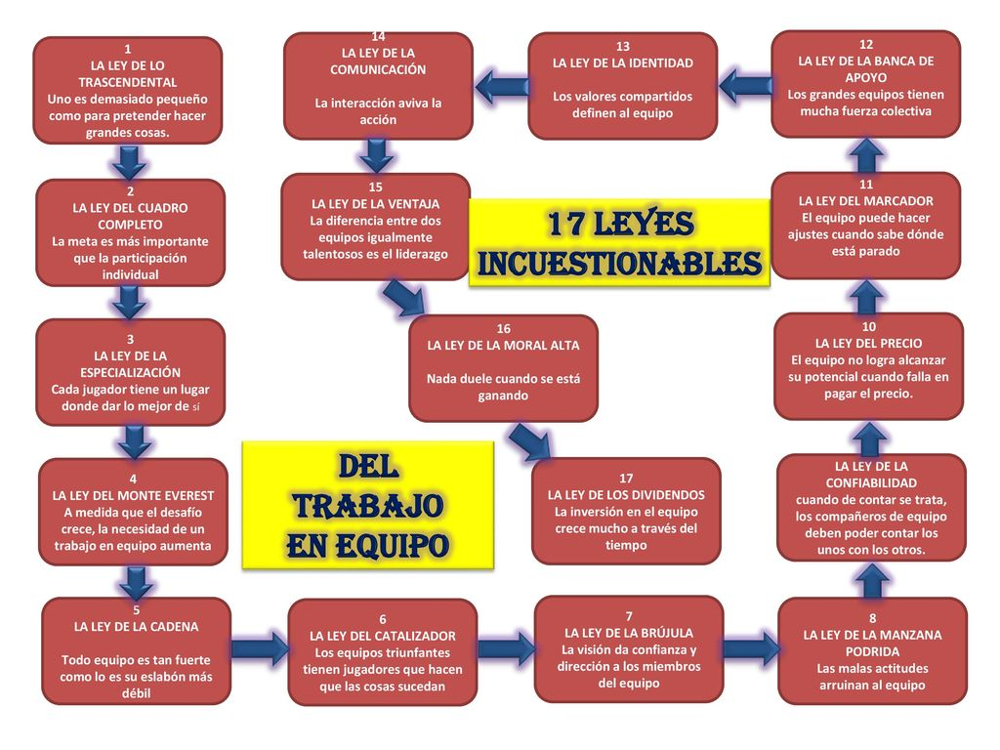 1
LA LEY DE LO
TRASCENDENTAL
Uno es demasiado pequeño
como para pretender hacer
grandes cosas.
2
LA LEY DEL CUADRO
COMPLETO
La meta es más importante
que la participación
individual
3
LA LEY DE LA
ESPECIALIZACIÓN
Cada jugador tiene un lugar
donde dar lo mejor de sí
4
LA LEY DEL MONTE EVEREST
A medida que el desafío
crece, la necesidad de un
trabajo en equipo aumenta
5
LA LEY DE LA CADENA
Todo equipo es tan fuerte
como lo es su eslabón más
débil
6
LA LEY DEL CATALIZADOR
Los equipos triunfantes
tienen jugadores que hacen
que las cosas sucedan
7
LA LEY DE LA BRÚJULA
La visión da confianza y
dirección a los miembros
del equipo
8
LA LEY DE LA MANZANA
PODRIDA
Las malas actitudes
arruinan al equipo
LA LEY DE LA
CONFIABILIDAD
cuando de contar se trata,
los compañeros de equipo
deben poder contar los
unos con los otros.
10
LA LEY DEL PRECIO
El equipo no logra alcanzar
su potencial cuando falla en
pagar el precio.
11
LA LEY DEL MARCADOR
El equipo puede hacer
ajustes cuando sabe dónde
está parado
12
LA LEY DE LA BANCA DE
APOYO
Los grandes equipos tienen
mucha fuerza colectiva
13
LA LEY DE LA IDENTIDAD
Los valores compartidos
definen al equipo
14
LA LEY DE LA
COMUNICACIÓN
La interacción aviva la
acción
15
LA LEY DE LA VENTAJA
La diferencia entre dos
equipos igualmente
talentosos es el liderazgo
16
LA LEY DE LA MORAL ALTA
Nada duele cuando se está
ganando
17
LA LEY DE LOS DIVIDENDOS
La inversión en el equipo
crece mucho a través del
tiempo
17 LEYES
INCUESTIONABLES
DEL
TRABAJO
EN EQUIPO